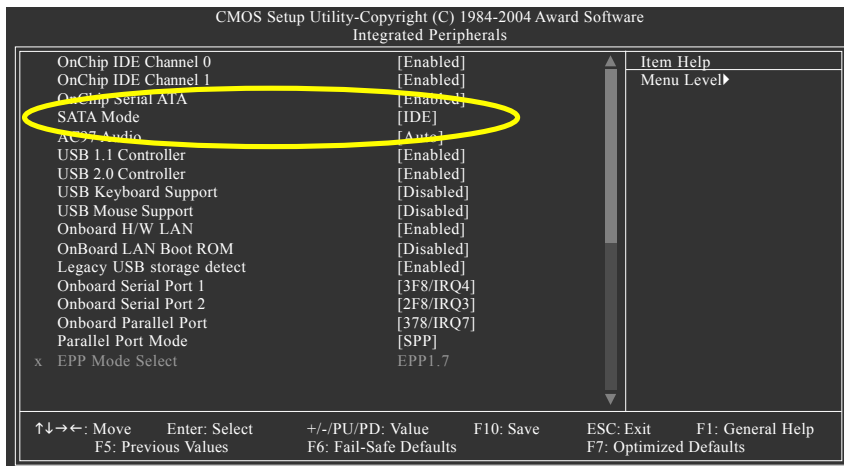 CMOS Setup Utility-Copyright (C) 1984-2004 Award Software
Integrated Peripherals
OnChip IDE Channel 0 [Enabled]
OnChip IDE Channel 1 [Enabled]
OnChip Serial ATA [Enabled]
SATA Mode [IDE]
AC97 Audio [Auto]
USB 1.1 Controller [Enabled]
USB 2.0 Controller [Enabled]
USB Keyboard Support [Disabled]
USB Mouse Support [Disabled]
Onboard H/W LAN [Enabled]
OnBoard LAN Boot ROM [Disabled]
Legacy USB storage detect [Enabled]
Onboard Serial Port 1 [3F8/IRQ4]
Onboard Serial Port 2 [2F8/IRQ3]
Onboard Parallel Port [378/IRQ7]
Parallel Port Mode [SPP]
x EPP Mode Select EPP1.7
Item Help
Menu Level▶
↑↓→←: Move Enter: Select +/-/PU/PD: Value F10: Save ESC: Exit F1: General Help
F5: Previous Values F6: Fail-Safe Defaults F7: Optimized Defaults